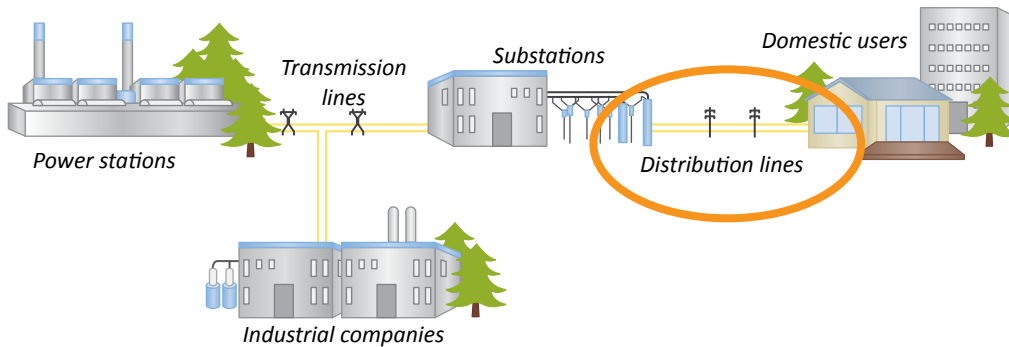 Domestic users
Substations
Transmission
lines
Power stations
Distribution lines
Industrial companies